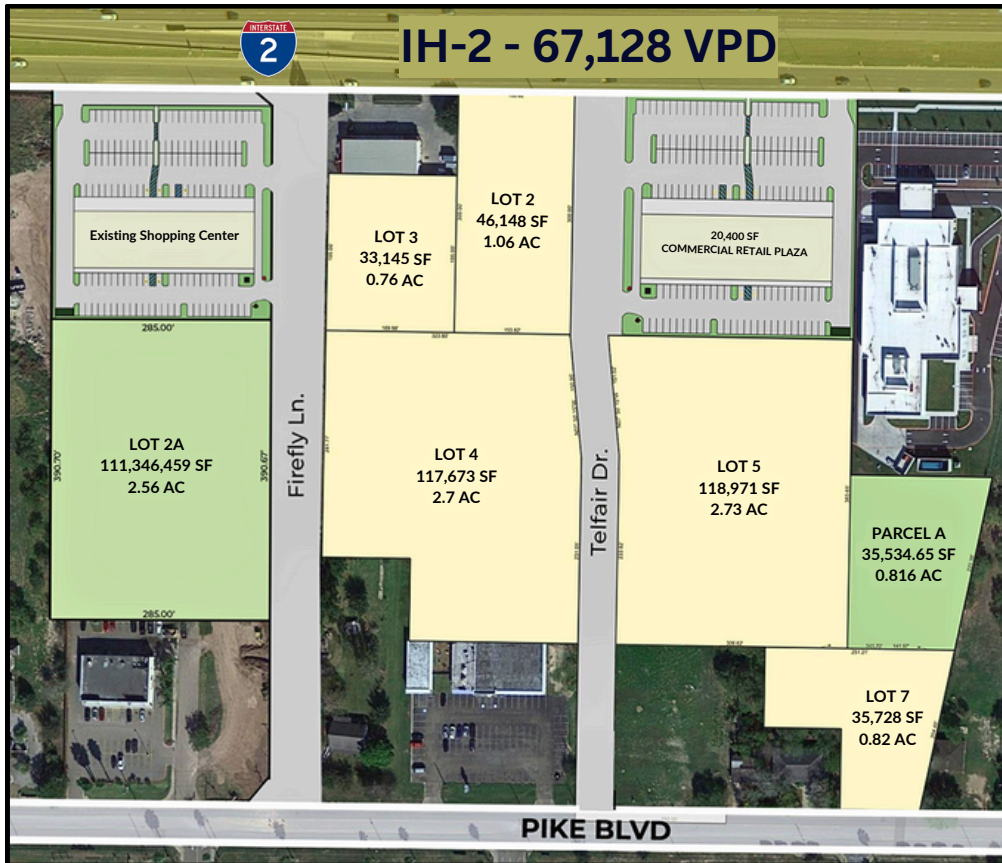 INTERSTATE
2
IH-2 - 67,128 VPD
Existing Shopping Center
LOT 3
33,145 SF
0.76 AC
LOT 2
46,148 SF
1.06 AC
20,400 SF
COMMERCIAL RETAIL PLAZA
285.00'
390.70'
390.67'
LOT 2A
111,346,459 SF
2.56 AC
285.00'
Firefly Ln.
LOT 4
117,673 SF
2.7 AC
Telfair Dr.
LOT 5
118,971 SF
2.73 AC
PARCEL A
35,534.65 SF
0.816 AC
LOT 7
35,728 SF
0.82 AC
PIKE BLVD